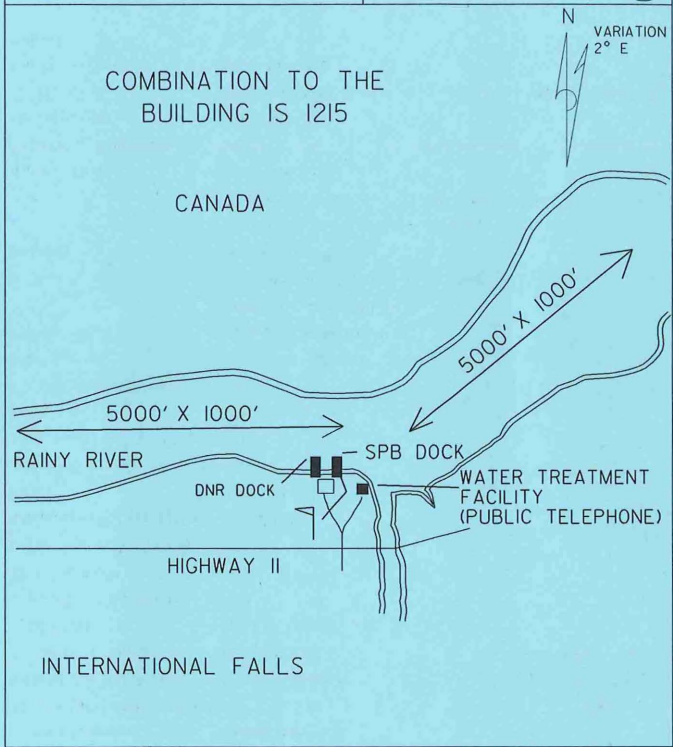 N
VARIATION
2° E
COMBINATION TO THE
BUILDING IS 1215
CANADA
5000' X 1000'
5000' X 1000'
RAINY RIVER
SPB DOCK
DNR DOCK
WATER TREATMENT
FACILITY
(PUBLIC TELEPHONE)
HIGHWAY 11
INTERNATIONAL FALLS